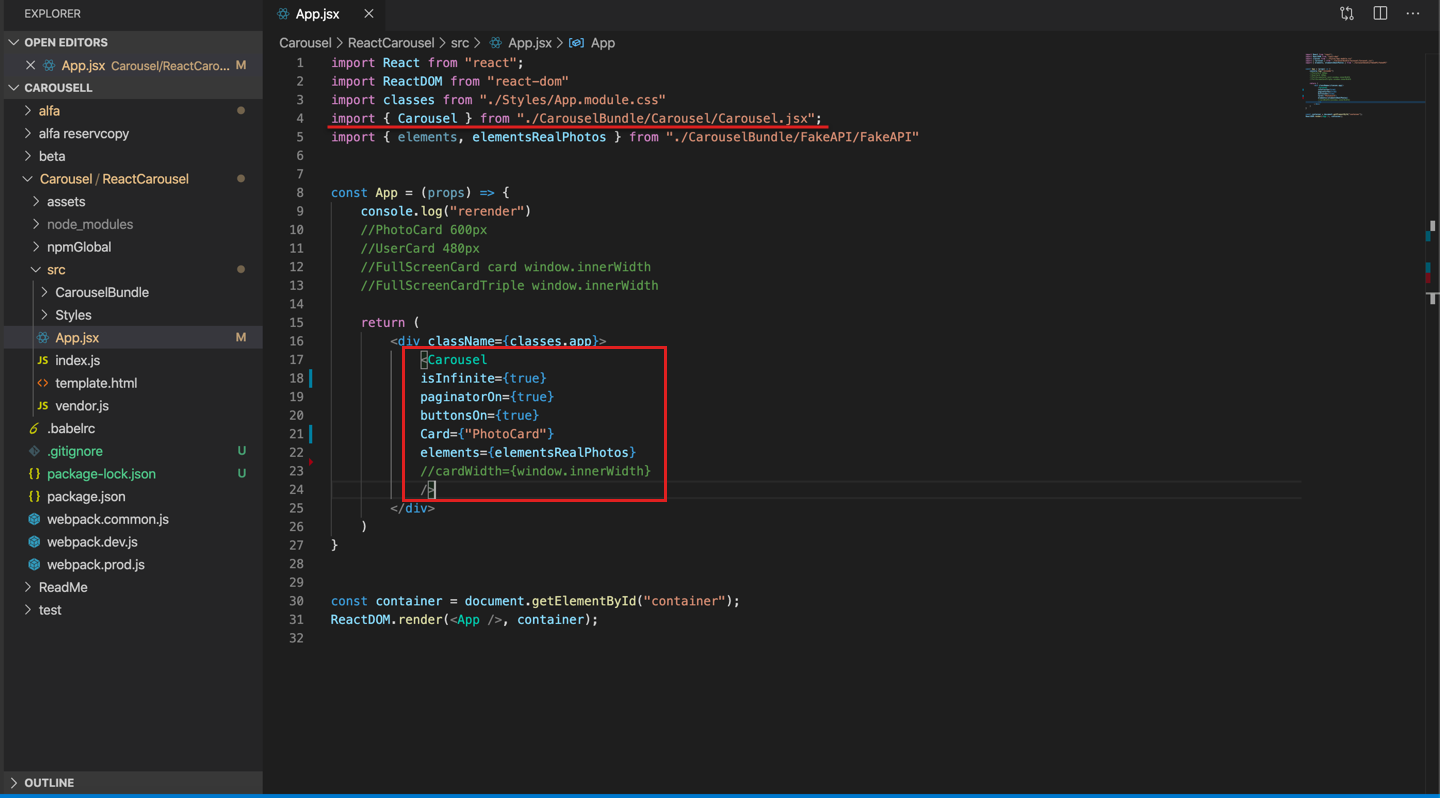 EXPLORER
OPEN EDITORS
App.jsx Carousel/ReactCaro... M
CAROUSELL
alfa
alfa reservcopy
beta
Carousel / ReactCarousel
assets
node_modules
npmGlobal
src
CarouselBundle
Styles
App.jsx M
JS index.js
<> template.html
JS vendor.js
.babelrc
.gitignore U
{} package-lock.json U
{} package.json
webpack.common.js
webpack.dev.js
webpack.prod.js
ReadMe
test
OUTLINE
App.jsx
Carousel > ReactCarousel > src > App.jsx > App
1 import React from "react";
2 import ReactDOM from "react-dom"
3 import classes from "./Styles/App.module.css"
4 import { Carousel } from "./CarouselBundle/Carousel/Carousel.jsx";
5 import { elements, elementsRealPhotos } from "./CarouselBundle/FakeAPI/FakeAPI"
6
7
8 const App = (props) => {
9 console.log("rerender")
10 //PhotoCard 600px
11 //UserCard 480px
12 //FullScreenCard card window.innerWidth
13 //FullScreenCardTriple window.innerWidth
14
15 return (
16 <div className={classes.app}>
17 <Carousel
18 isInfinite={true}
19 paginatorOn={true}
20 buttonsOn={true}
21 Card={"PhotoCard"}
22 elements={elementsRealPhotos}
23 //cardWidth={window.innerWidth}
24 />
25 </div>
26 )
27 }
28
29
30 const container = document.getElementById("container");
31 ReactDOM.render(<App />, container);
32